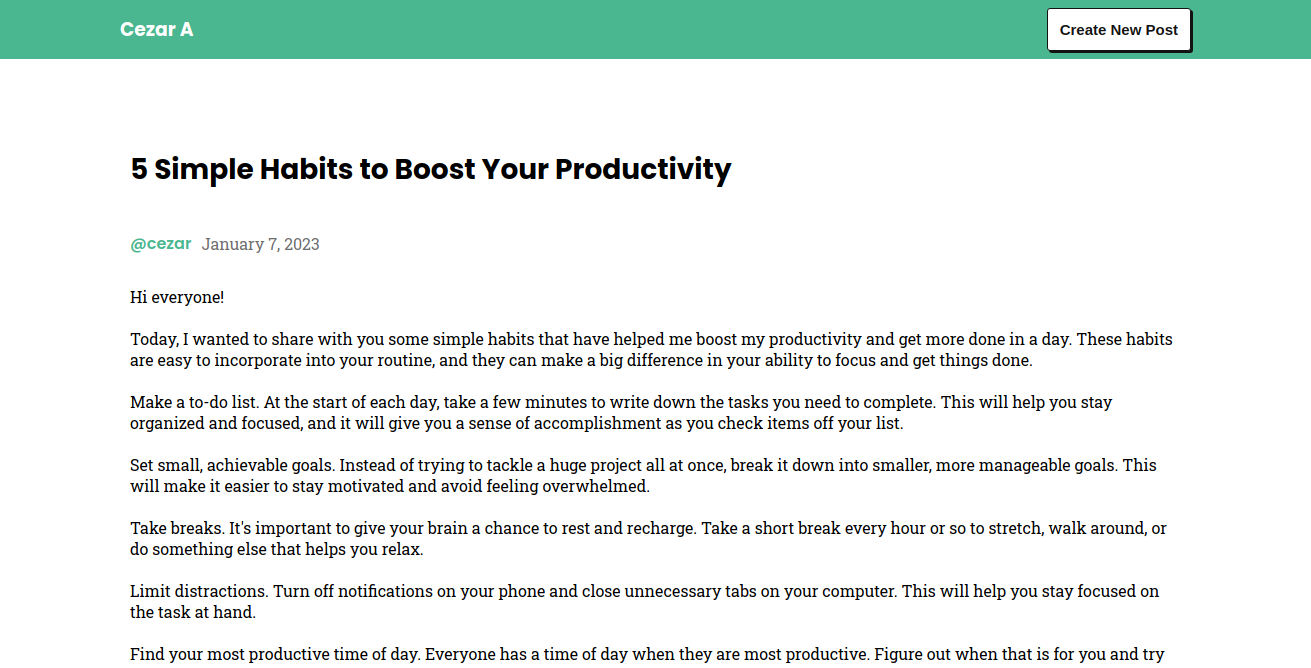 Cezar A
Create New Post
5 Simple Habits to Boost Your Productivity
@cezar January 7, 2023
Hi everyone!
Today, I wanted to share with you some simple habits that have helped me boost my productivity and get more done in a day. These habits
are easy to incorporate into your routine, and they can make a big difference in your ability to focus and get things done.
Make a to-do list. At the start of each day, take a few minutes to write down the tasks you need to complete. This will help you stay
organized and focused, and it will give you a sense of accomplishment as you check items off your list.
Set small, achievable goals. Instead of trying to tackle a huge project all at once, break it down into smaller, more manageable goals. This
will make it easier to stay motivated and avoid feeling overwhelmed.
Take breaks. It's important to give your brain a chance to rest and recharge. Take a short break every hour or so to stretch, walk around, or
do something else that helps you relax.
Limit distractions. Turn off notifications on your phone and close unnecessary tabs on your computer. This will help you stay focused on
the task at hand.
Find your most productive time of day. Everyone has a time of day when they are most productive. Figure out when that is for you and try